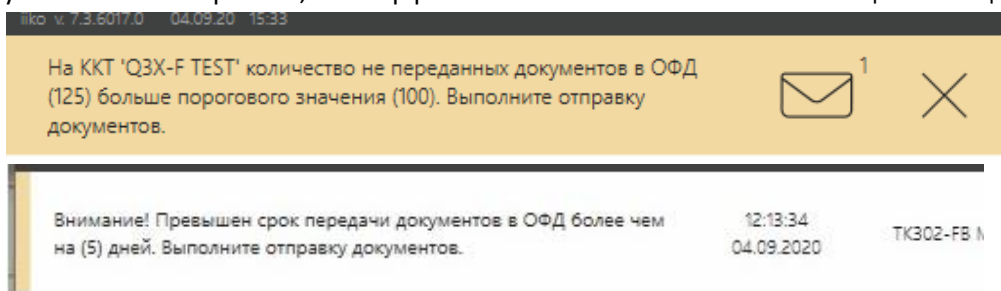 iiko v. 7.3.6017.0 04.09.20 15:33
На ККТ 'Q3X-F TEST' количество не переданных документов в ОФД
1
(125) больше порогового значения (100). Выполните отправку
документов.
Внимание! Превышен срок передачи документов в ОФД более чем
12:13:34
на (5) дней. Выполните отправку документов.
04.09.2020
TK302-FB